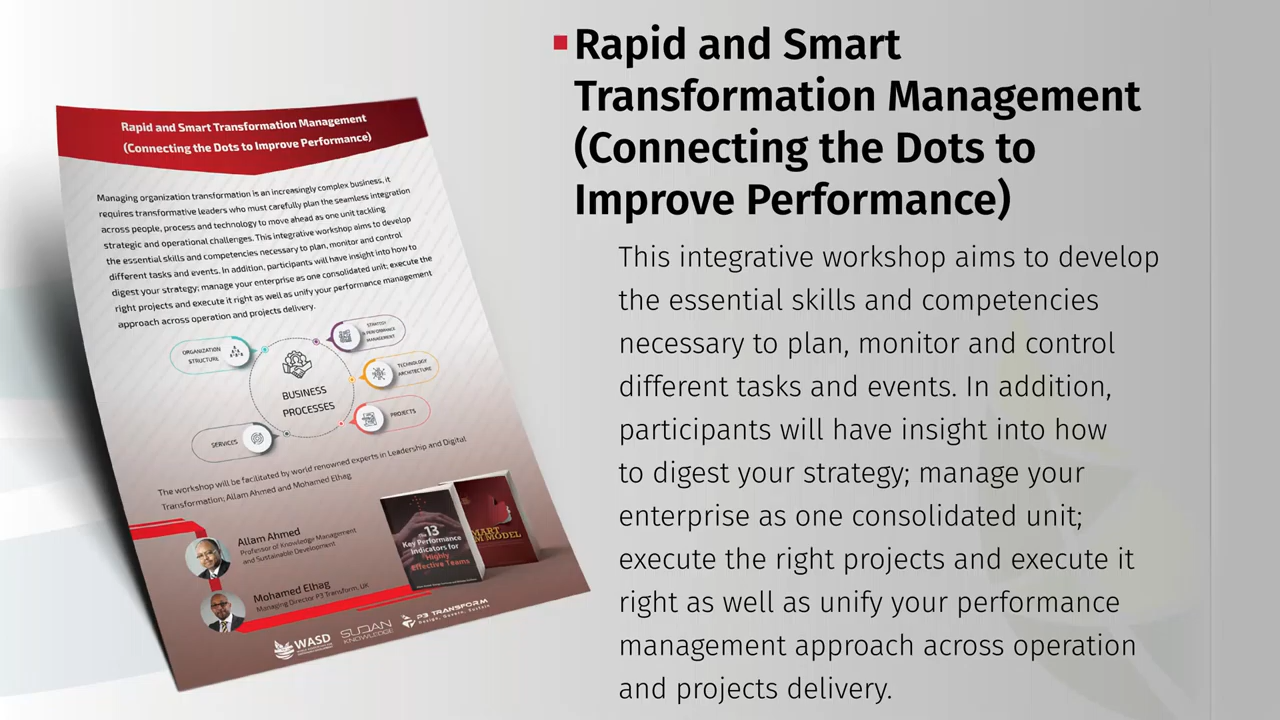 Rapid and Smart
Transformation Management
(Connecting the Dots to
Improve Performance)
This integrative workshop aims to develop
the essential skills and competencies
necessary to plan, monitor and control
different tasks and events. In addition,
participants will have insight into how
to digest your strategy; manage your
enterprise as one consolidated unit;
execute the right projects and execute it
right as well as unify your performance
management approach across operation
and projects delivery.
Rapid and Smart Transformation Management
(Connecting the Dots to Improve Performance)
Managing organization transformation is an increasingly complex business, it
requires transformative leaders who must carefully plan the seamless integration
across people, process and technology to move ahead as one unit tackling
strategic and operational challenges. This integrative workshop aims to develop
the essential skills and competencies necessary to plan, monitor and control
different tasks and events. In addition, participants will have insight into how to
digest your strategy; manage your enterprise as one consolidated unit; execute the
right projects and execute it right as well as unify your performance management
approach across operation and projects delivery.
ORGANIZATION
STRUCTURE
STRATEGY
PERFORMANCE
MANAGEMENT
BUSINESS
PROCESSES
TECHNOLOGY
ARCHITECTURE
PROJECTS
SERVICES
The workshop will be facilitated by world renowned experts in Leadership and Digital
Transformation; Allam Ahmed and Mohamed Elhag
Allam Ahmed
Professor of Knowledge Management
and Sustainable Development
Mohamed Elhag
Managing Director P3 Transform, UK
13
Key Performance
Indicators for
Highly
Effective Teams
WASD
SUDAN
KNOWLEDGE
P3 TRANSFORM
Design, Govern, Sustain